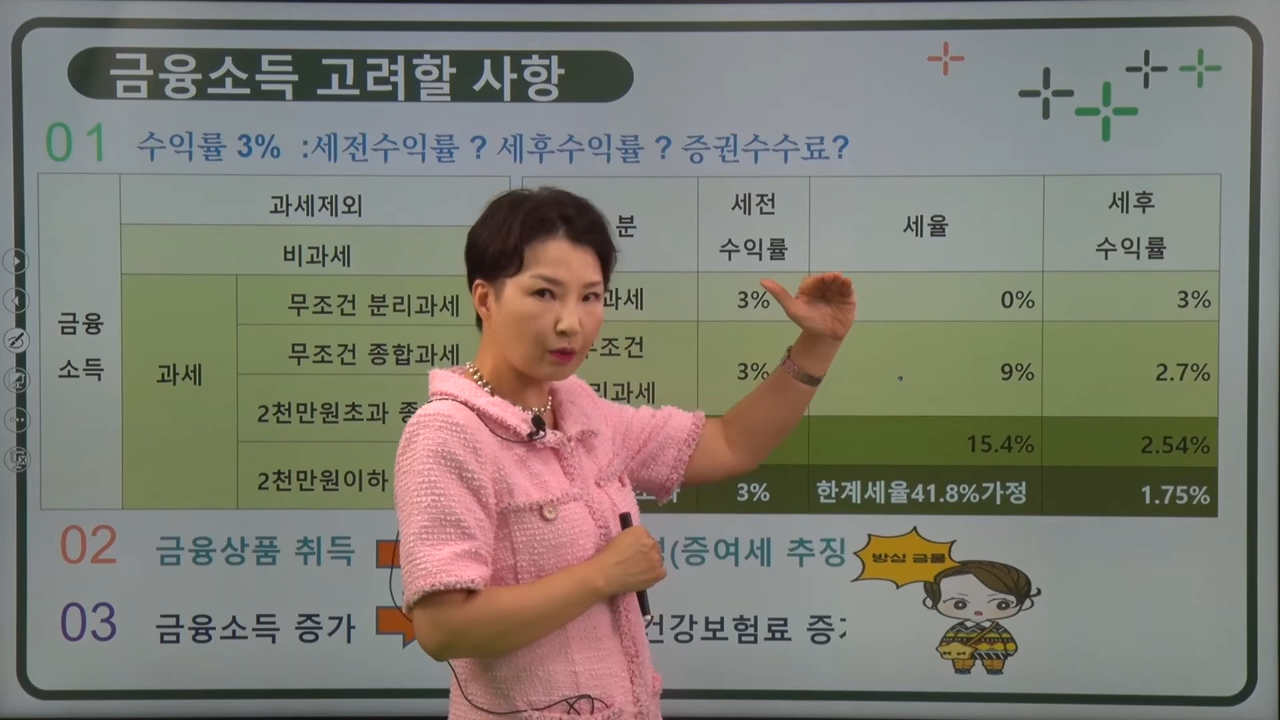 금융소득 고려할 사항
01 수익률 3% :세전수익률 ? 세후수익률 ? 증권수수료?
금융
소득
과세제외
비과세
과세
무조건 분리과세
무조건 종합과세
2천만원초과
2천만원이하
분
세전
수익률
세율
세후
수익률
과세 3% 0% 3%
조건
과세
3% 9% 2.7%
15.4% 2.54%
3% 한계세율41.8%가정 1.75%
02 금융상품 취득 (증여세 추징
방심 금물
03 금융소득 증가 건강보험료